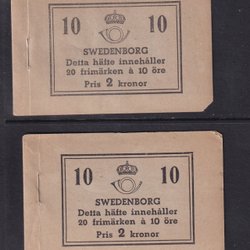 10 10
SWEDENBORG
Detta häfte innehåller
20 frimärken à 10 öre
Pris 2 kronor
10 10
SWEDENBORG
Detta häfte innehåller
20 frimärken à 10 öre
Pris 2 kronor